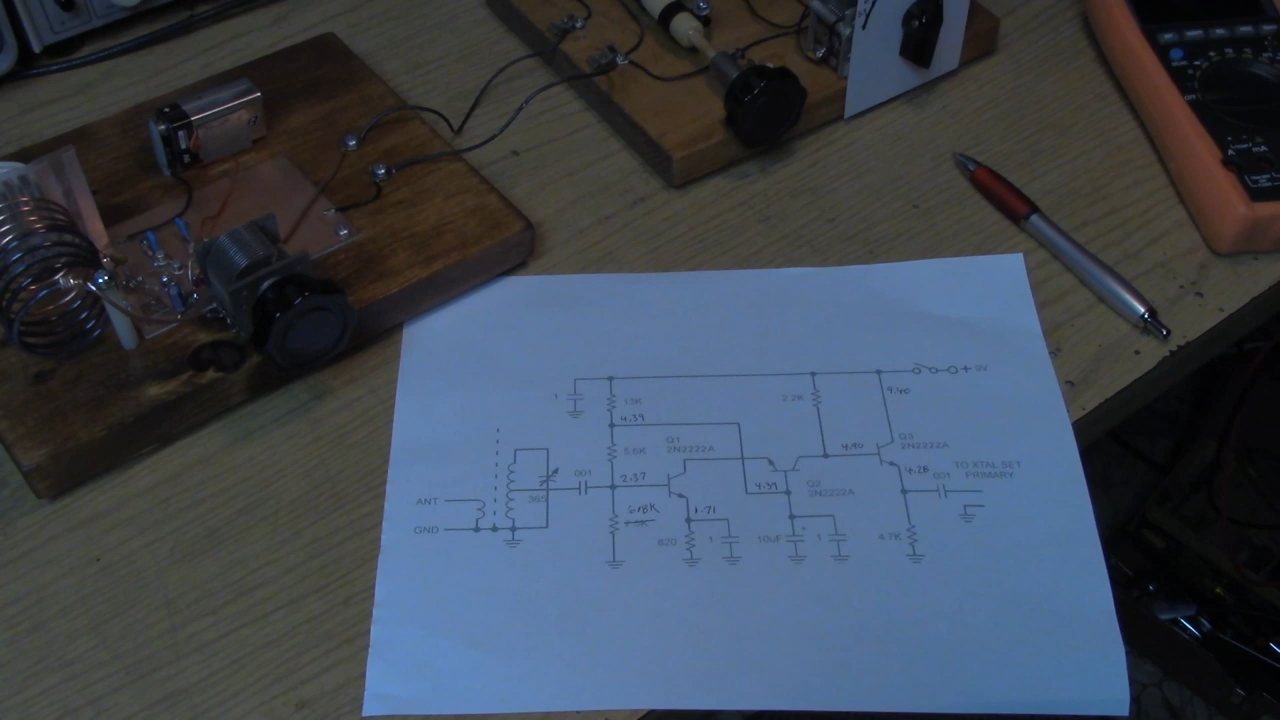 + 9V
9.40
1
13K
2.2K
4.39
Q1
2N2222A
Q3
2N2222A
5.6K
4.90
2.37
001
4.28
TO XTAL SET
PRIMARY
001
365
4.39
Q2
2N2222A
ANT
6.8K
1.71
GND
820
1
10uF
+
1
4.7K